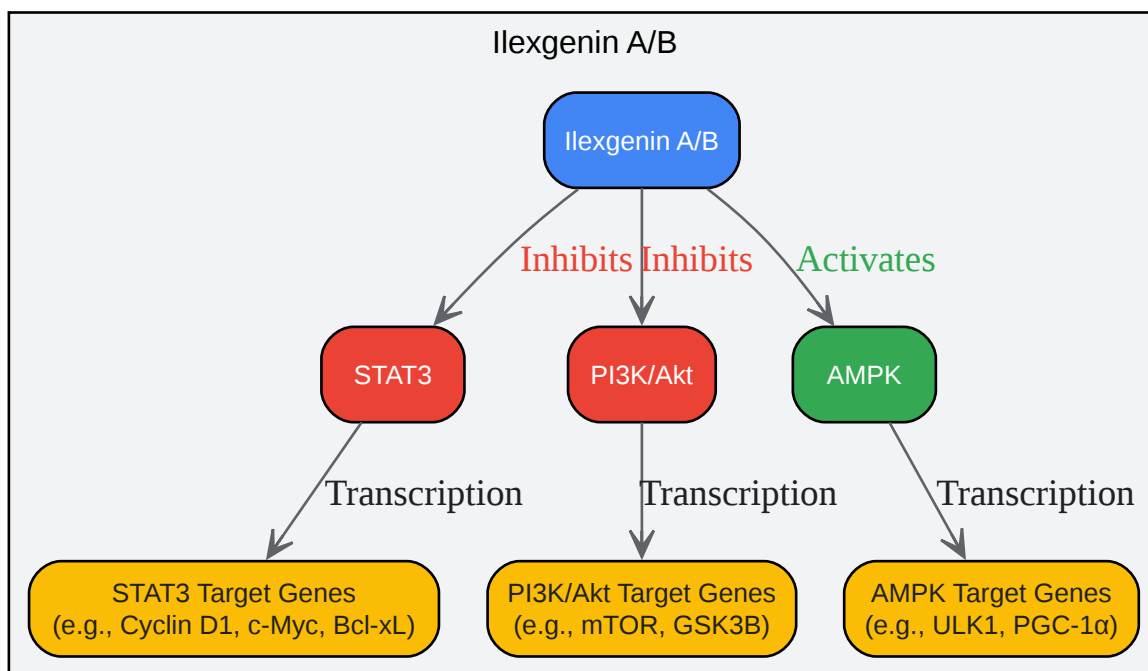 Ilexgenin A/B
Ilexgenin A/B
Inhibits
Inhibits
Activates
STAT3
PI3K/Akt
AMPK
Transcription
Transcription
Transcription
STAT3 Target Genes
(e.g., Cyclin D1, c-Myc, Bcl-xL)
PI3K/Akt Target Genes
(e.g., mTOR, GSK3B)
AMPK Target Genes
(e.g., ULK1, PGC-1α)